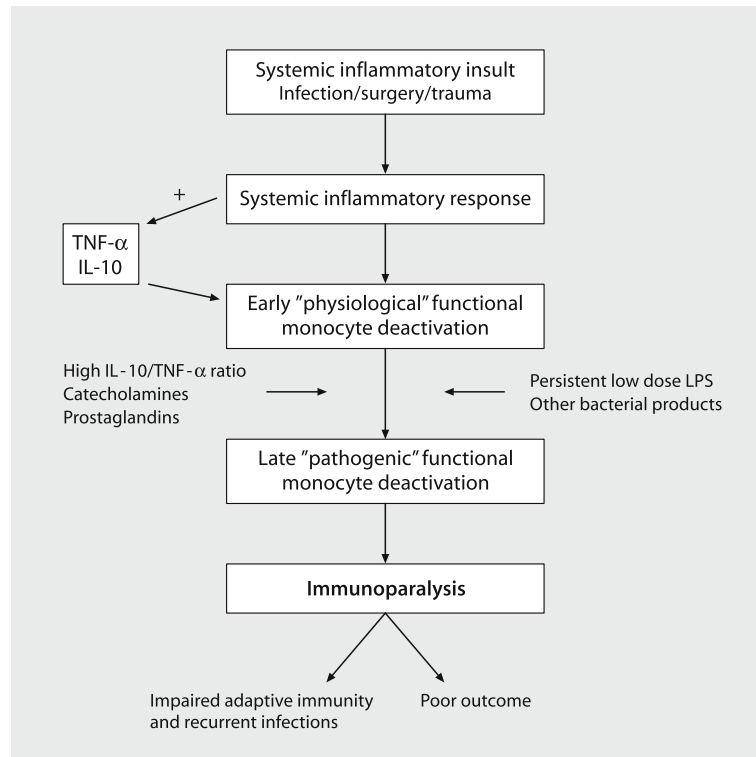 Systemic inflammatory insult
Infection/surgery/trauma
Systemic inflammatory response
+
TNF-α
IL-10
Early "physiological" functional
monocyte deactivation
High IL-10/TNF-α ratio
Catecholamines
Prostaglandins
Persistent low dose LPS
Other bacterial products
Late "pathogenic" functional
monocyte deactivation
Immunoparalysis
Impaired adaptive immunity
and recurrent infections
Poor outcome